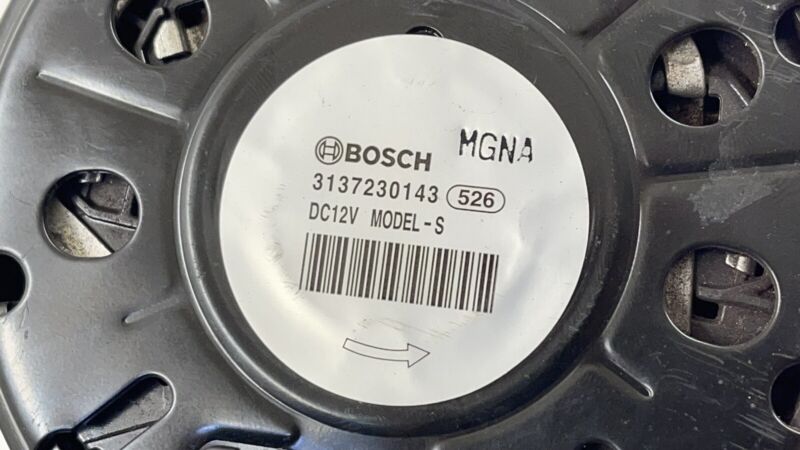 BOSCH MGNA
3137230143 526
DC12V MODEL-S